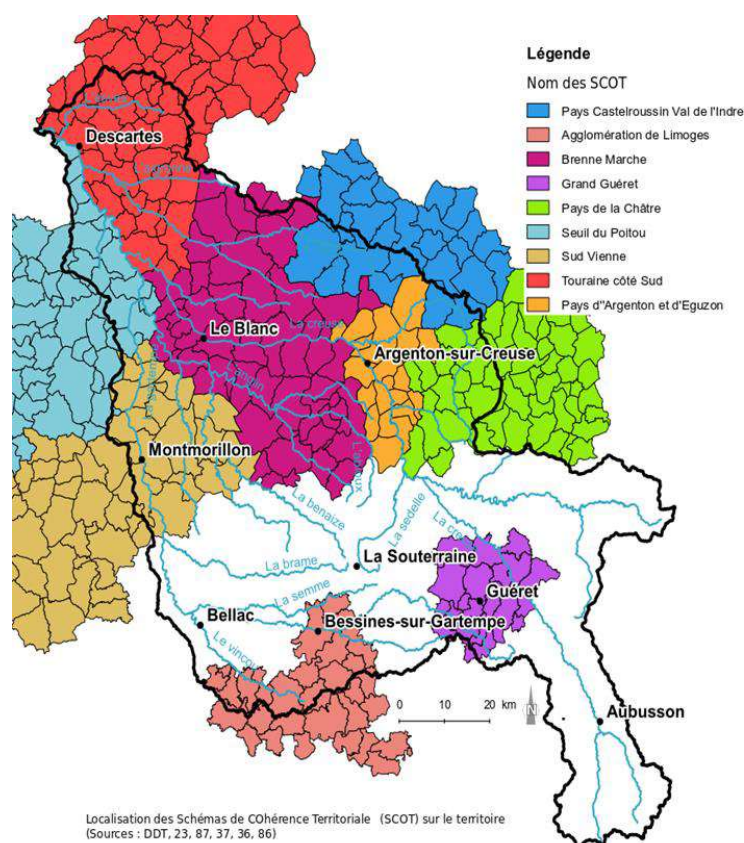 Légende
Nom des SCOT
Pays Castelroussin Val de l'Indre
Agglomération de Limoges
Brenne Marche
Grand Guéret
Pays de la Châtre
Seuil du Poitou
Sud Vienne
Touraine côté Sud
Pays d"Argenton et d'Eguzon
Descartes
Le Blanc
La creuse
Argenton-sur-Creuse
L'anglin
Montmorillon
L'abloux
La benaize
La sedelle
La brame
La Souterraine
La semme
Guéret
Bellac
Bessines-sur-Gartempe
Le vincou
0 10 20 km
N
Aubusson
Localisation des Schémas de COhérence Territoriale (SCOT) sur le territoire
(Sources : DDT, 23, 87, 37, 36, 86)